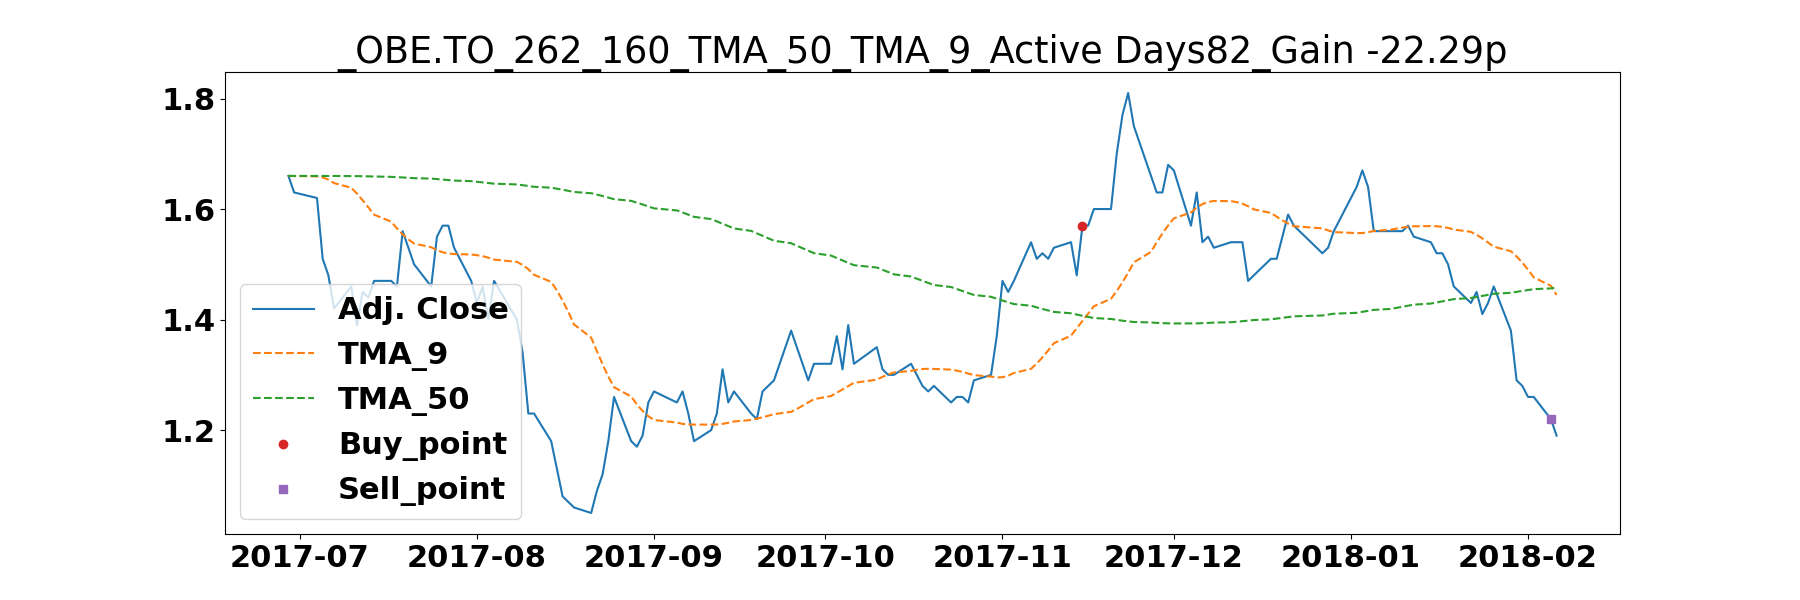 _OBE.TO_262_160_TMA_50_TMA_9_Active Days82_Gain -22.29p
1.8
1.6
1.4
1.2
Adj. Close
TMA_9
TMA_50
Buy_point
Sell_point
2017-07 2017-08 2017-09 2017-10 2017-11 2017-12 2018-01 2018-02